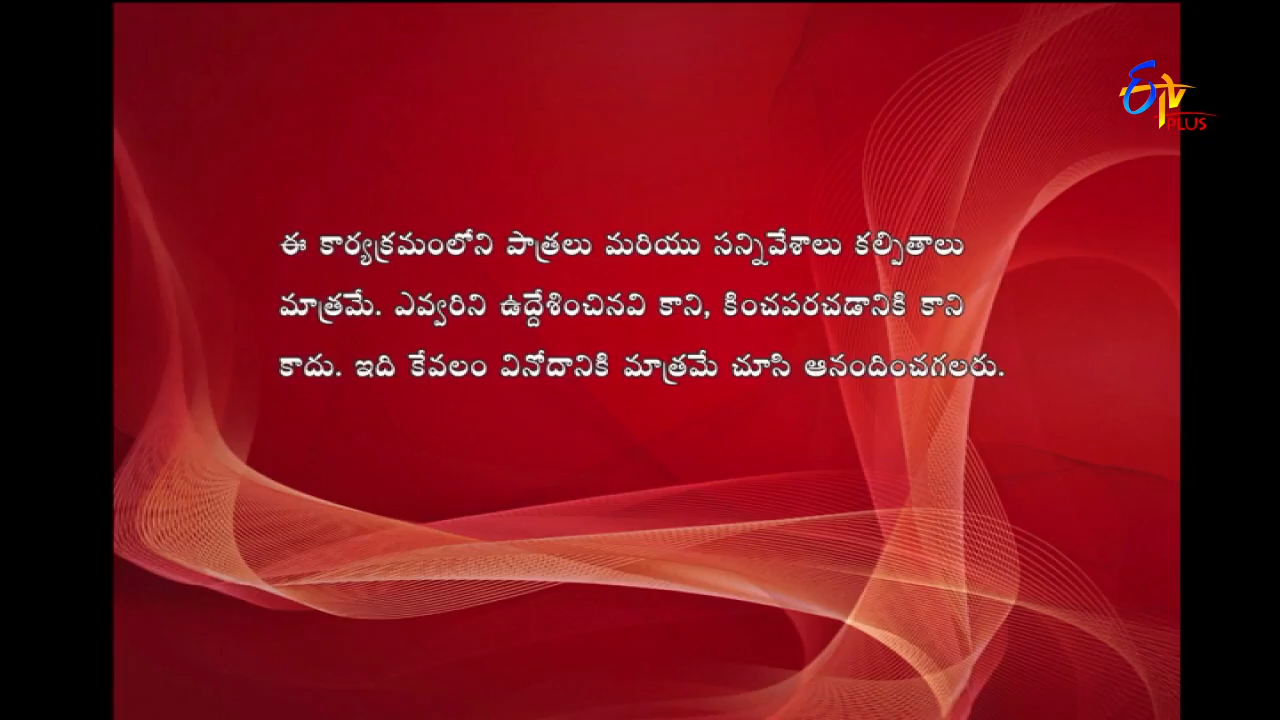 ETV
PLUS
ఈ కార్యక్రమంలోని పాత్రలు మరియు సన్నివేశాలు కల్పితాలు
మాత్రమే. ఎవ్వరిని ఉద్దేశించినవి కాని, కించపరచడానికి కాని
కాదు. ఇది కేవలం వినోదానికి మాత్రమే చూసి ఆనందించగలరు.